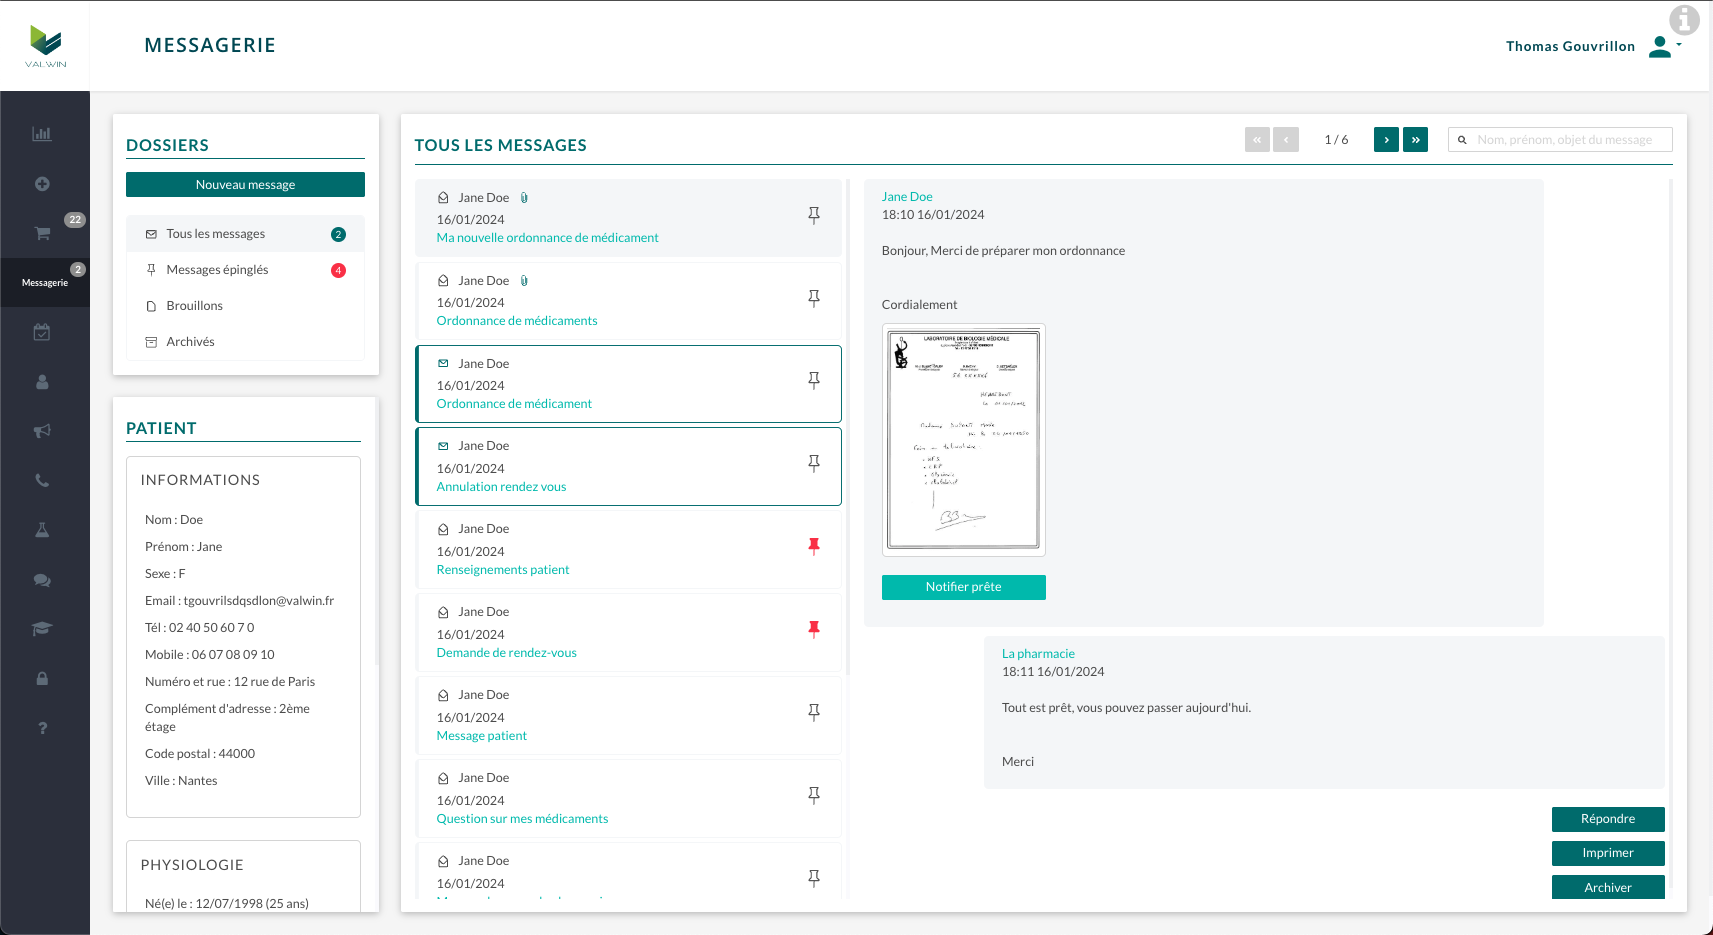 VALWIN
MESSAGERIE
Thomas Gouvrillon
22
Messagerie
2
DOSSIERS
Nouveau message
Tous les messages
2
Messages épinglés
4
Brouillons
Archivés
PATIENT
INFORMATIONS
Nom : Doe
Prénom : Jane
Sexe : F
Email : tgouvrilsdqsdlon@valwin.fr
Tél : 02 40 50 60 7 0
Mobile : 06 07 08 09 10
Numéro et rue : 12 rue de Paris
Complément d'adresse : 2ème
étage
Code postal : 44000
Ville : Nantes
PHYSIOLOGIE
Né(e) le : 12/07/1998 (25 ans)
TOUS LES MESSAGES
1 / 6
Nom, prénom, objet du message
Jane Doe
16/01/2024
Ma nouvelle ordonnance de médicament
Jane Doe
16/01/2024
Ordonnance de médicaments
Jane Doe
16/01/2024
Ordonnance de médicament
Jane Doe
16/01/2024
Annulation rendez vous
Jane Doe
16/01/2024
Renseignements patient
Jane Doe
16/01/2024
Demande de rendez-vous
Jane Doe
16/01/2024
Message patient
Jane Doe
16/01/2024
Question sur mes médicaments
Jane Doe
16/01/2024
Jane Doe
18:10 16/01/2024
Bonjour, Merci de préparer mon ordonnance
Cordialement
LABORATOIRE DE BIOLOGIE MÉDICALE
Notifier prête
La pharmacie
18:11 16/01/2024
Tout est prêt, vous pouvez passer aujourd'hui.
Merci
Répondre
Imprimer
Archiver